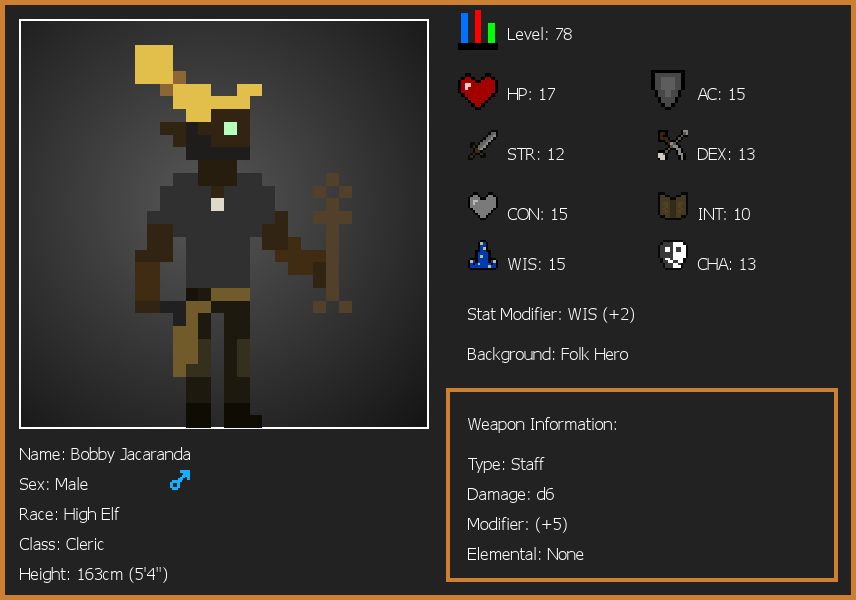 Level: 78
HP: 17
AC: 15
STR: 12
DEX: 13
CON: 15
INT: 10
WIS: 15
CHA: 13
Stat Modifier: WIS (+2)
Background: Folk Hero
Weapon Information:
Type: Staff
Damage: d6
Modifier: (+5)
Elemental: None
Name: Bobby Jacaranda
Sex: Male
Race: High Elf
Class: Cleric
Height: 163cm (5'4")